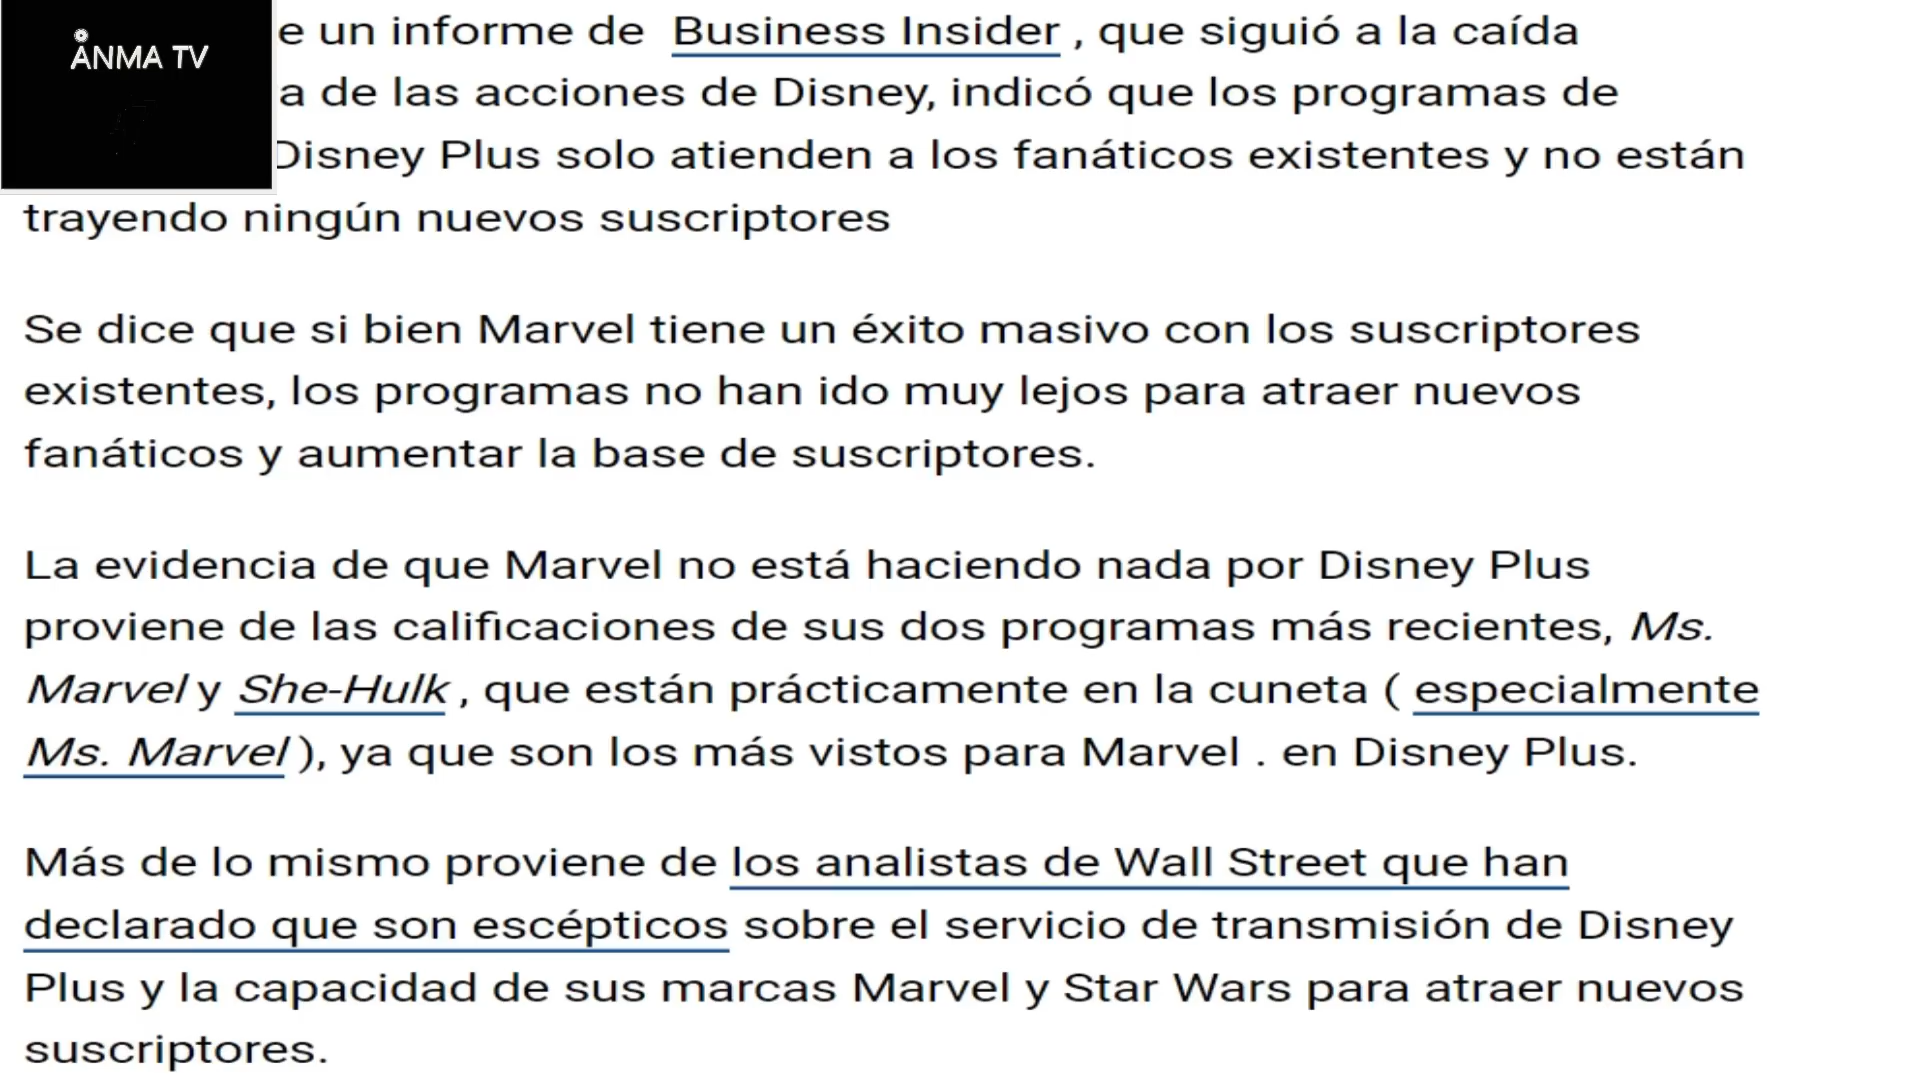 ANMA TV
e un informe de Business Insider , que siguió a la caída
a de las acciones de Disney, indicó que los programas de
Disney Plus solo atienden a los fanáticos existentes y no están
trayendo ningún nuevos suscriptores
Se dice que si bien Marvel tiene un éxito masivo con los suscriptores
existentes, los programas no han ido muy lejos para atraer nuevos
fanáticos y aumentar la base de suscriptores.
La evidencia de que Marvel no está haciendo nada por Disney Plus
proviene de las calificaciones de sus dos programas más recientes, Ms.
Marvel y She-Hulk , que están prácticamente en la cuneta ( especialmente
Ms. Marvel ), ya que son los más vistos para Marvel . en Disney Plus.
Más de lo mismo proviene de los analistas de Wall Street que han
declarado que son escépticos sobre el servicio de transmisión de Disney
Plus y la capacidad de sus marcas Marvel y Star Wars para atraer nuevos
suscriptores.